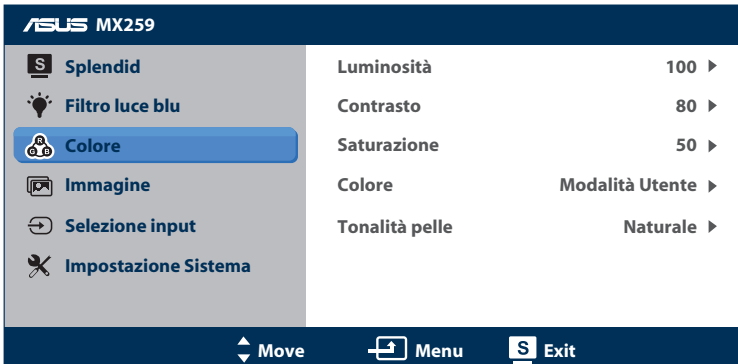 ASUS MX259
S Splendid
Filtro luce blu
R G B Colore
Immagine
Selezione input
Impostazione Sistema
Luminosità 100
Contrasto 80
Saturazione 50
Colore Modalità Utente
Tonalità pelle Naturale
Move Menu S Exit